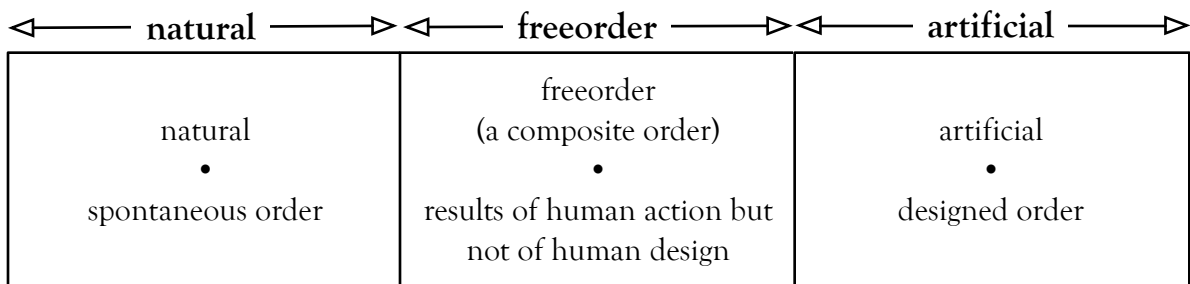 natural
freeorder
artificial
natural
•
spontaneous order
freeorder
(a composite order)
•
results of human action but
not of human design
artificial
•
designed order